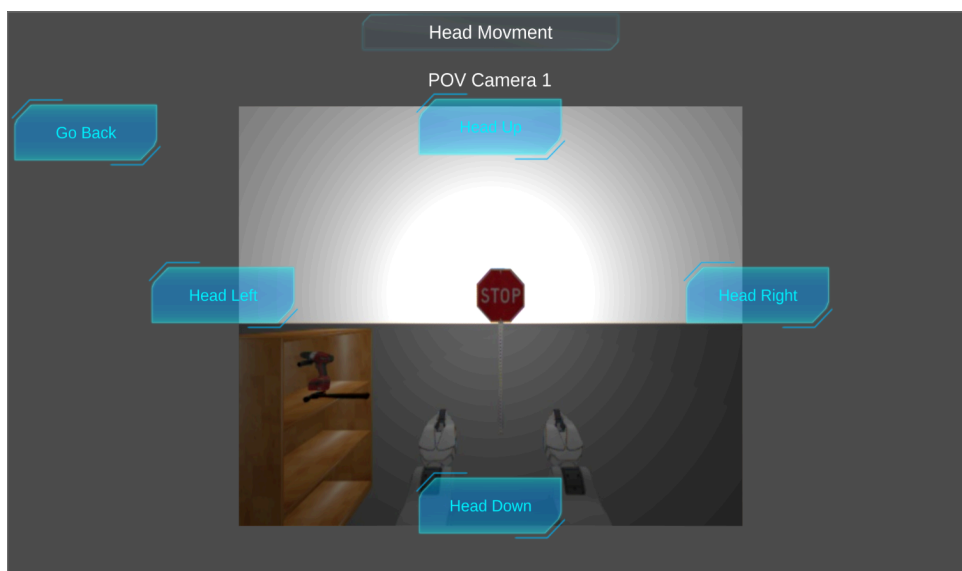 Head Movment
POV Camera 1
Go Back
Head Up
Head Left
STOP
Head Right
Head Down